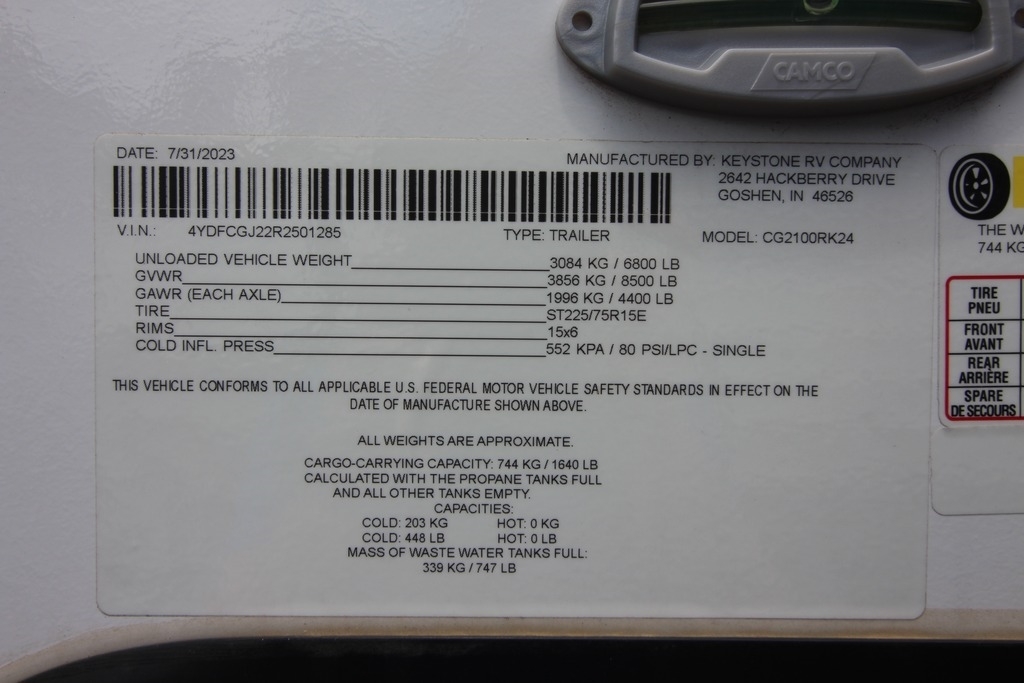 CAMCO
DATE: 7/31/2023
MANUFACTURED BY: KEYSTONE RV COMPANY
2642 HACKBERRY DRIVE
GOSHEN, IN 46526
V.I.N.: 4YDFCGJ22R2501285 TYPE: TRAILER MODEL: CG2100RK24
UNLOADED VEHICLE WEIGHT 3084 KG / 6800 LB
GVWR 3856 KG / 8500 LB
GAWR (EACH AXLE) 1996 KG / 4400 LB
TIRE ST225/75R15E
RIMS 15x6
COLD INFL. PRESS 552 KPA / 80 PSI/LPC - SINGLE
THIS VEHICLE CONFORMS TO ALL APPLICABLE U.S. FEDERAL MOTOR VEHICLE SAFETY STANDARDS IN EFFECT ON THE
DATE OF MANUFACTURE SHOWN ABOVE.
ALL WEIGHTS ARE APPROXIMATE.
CARGO-CARRYING CAPACITY: 744 KG / 1640 LB
CALCULATED WITH THE PROPANE TANKS FULL
AND ALL OTHER TANKS EMPTY.
CAPACITIES:
COLD: 203 KG HOT: 0 KG
COLD: 448 LB HOT: 0 LB
MASS OF WASTE WATER TANKS FULL:
339 KG / 747 LB
THE
744 KG
TIRE
PNEU
FRONT
AVANT
REAR
ARRIÈRE
SPARE
DE SECOURS